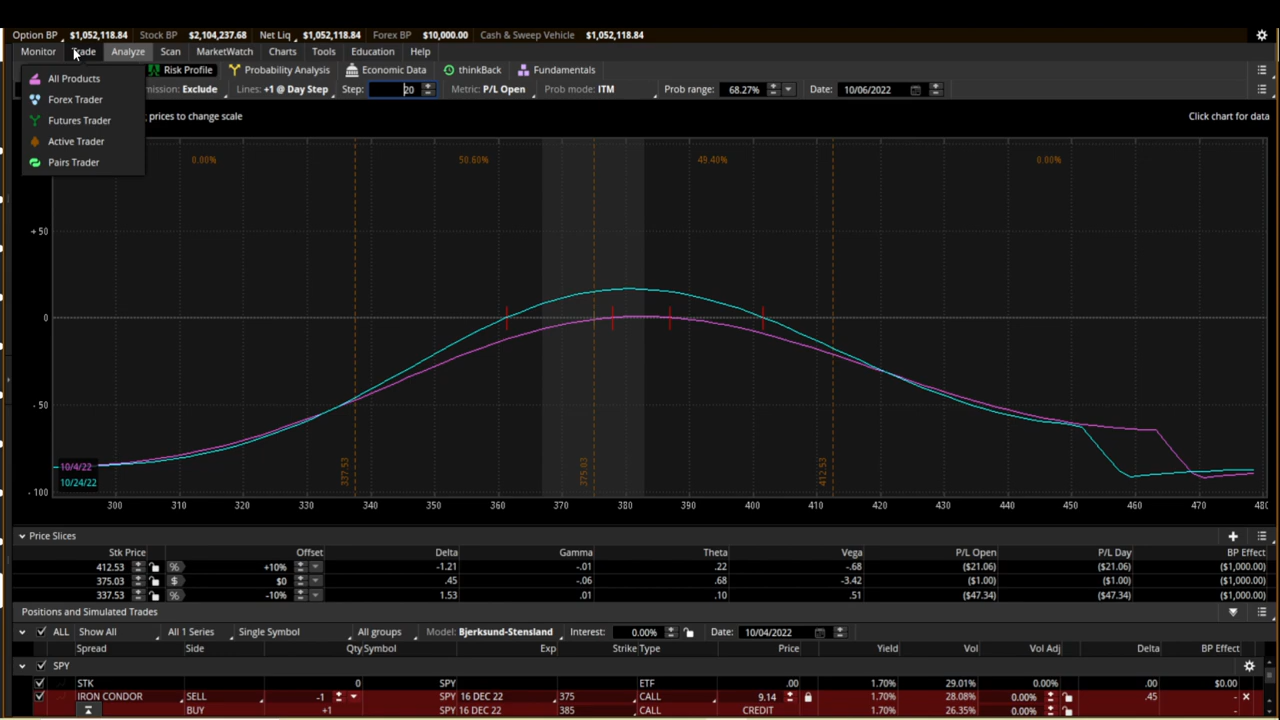 Option BP $1,052,118.84 Stock BP $2,104,237.68 Net Liq $1,052,118.84 Forex BP $10,000.00 Cash & Sweep Vehicle $1,052,118.84
Monitor Trade Analyze Scan MarketWatch Charts Tools Education Help
All Products
Forex Trader
Futures Trader
Active Trader
Pairs Trader
Risk Profile Probability Analysis Economic Data thinkBack Fundamentals
mission: Exclude Lines: +1 @ Day Step Step: 20 Metric: P/L Open Prob mode: ITM Prob range: 68.27% Date: 10/06/2022
prices to change scale Click chart for data
0.00% 50.60% 49.40% 0.00%
+50
0
-50
-100
337.53 375.03 412.53
10/4/22
10/24/22
300 310 320 330 340 350 360 370 380 390 400 410 420 430 440 450 460 470 480
Price Slices
Stk Price Offset Delta Gamma Theta Vega P/L Open P/L Day BP Effect
412.53 % +10% -1.21 -.01 .22 -.68 ($21.06) ($21.06) ($1,000.00)
375.03 $ $0 .45 -.06 .68 -3.42 ($1.00) ($1.00) ($1,000.00)
337.53 % -10% 1.53 .01 .10 .51 ($47.34) ($47.34) ($1,000.00)
Positions and Simulated Trades
ALL Show All All 1 Series Single Symbol All groups Model: Bjerksund-Stensland Interest: 0.00% Date: 10/04/2022
Spread Side Qty Symbol Exp Strike Type Price Yield Vol Vol Adj Delta BP Effect
SPY
STK 0 SPY ETF .00 1.70% 29.01% 0.00% .00 $0.00
IRON CONDOR SELL -1 SPY 16 DEC 22 375 CALL 9.14 1.70% 28.08% 0.00% .45 -
BUY +1 SPY 16 DEC 22 385 CALL CREDIT 1.70% 26.35% 0.00% -